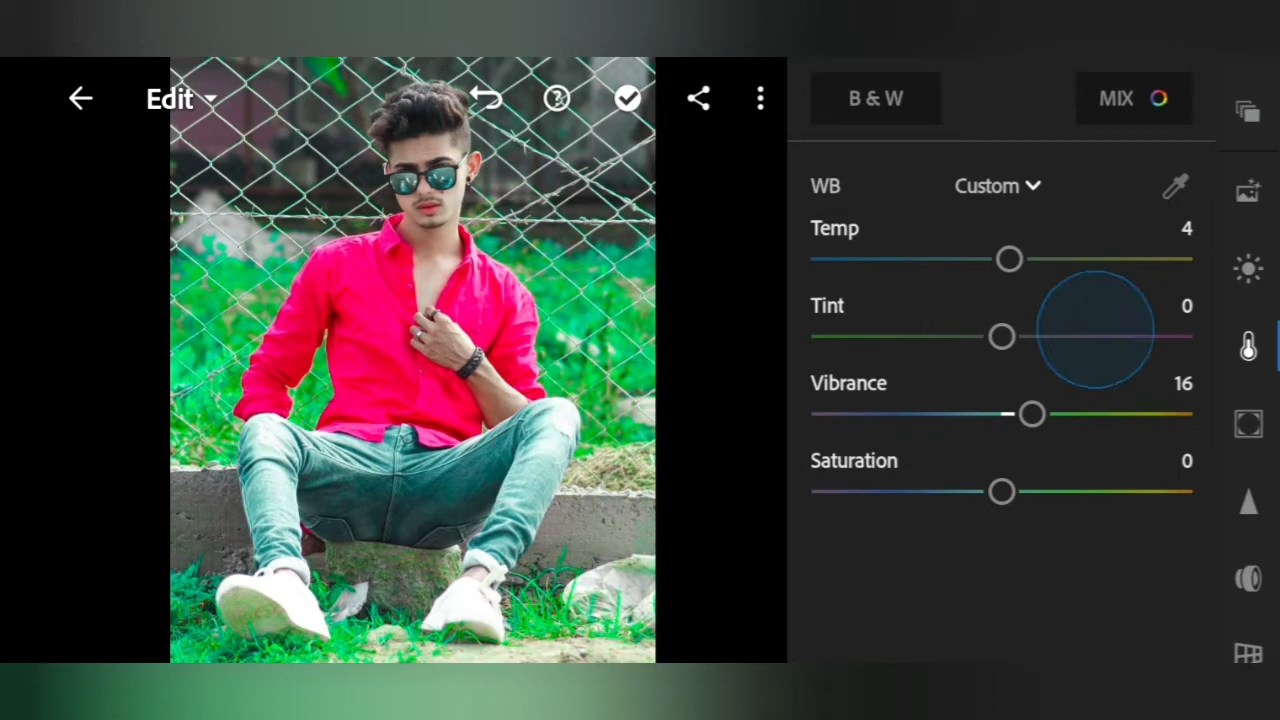 Edit
B & W
MIX
WB
Custom
Temp
4
Tint
0
Vibrance
16
Saturation
0